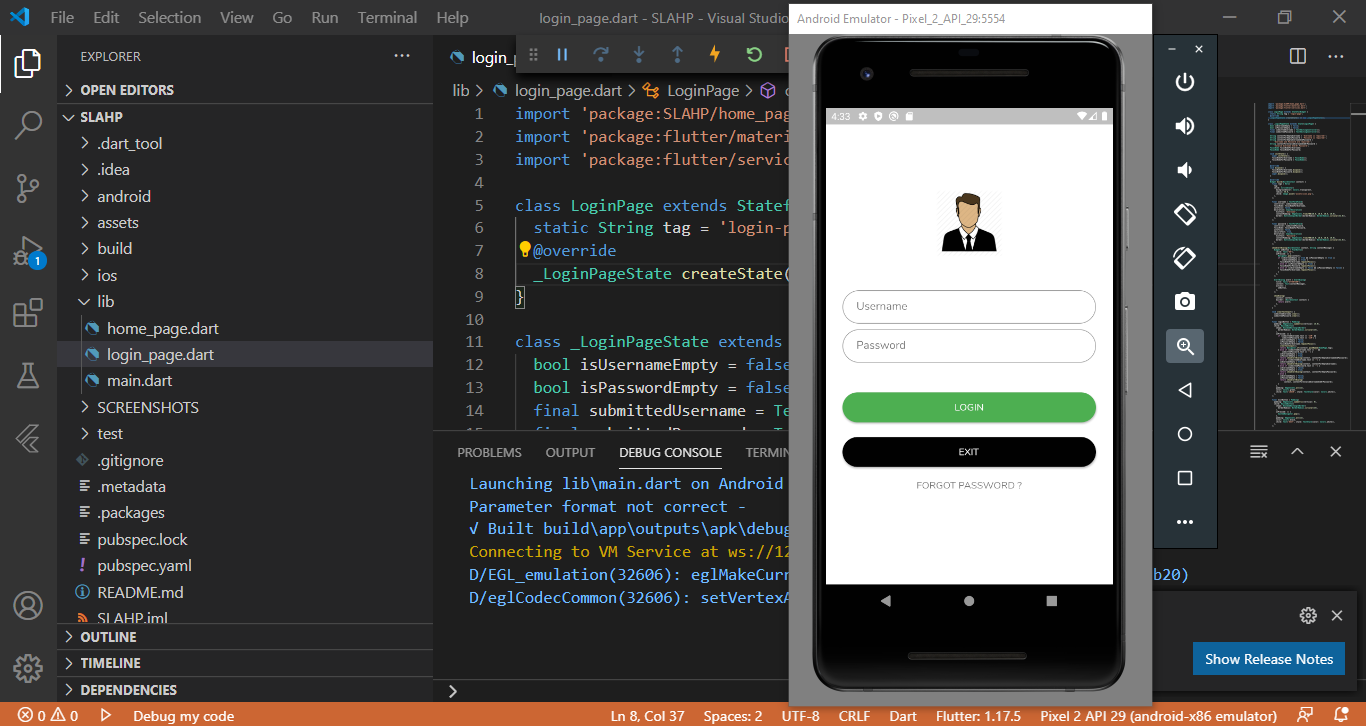 File Edit Selection View Go Run Terminal Help
login_page.dart - SLAHP - Visual Studio
Android Emulator - Pixel_2_API_29:5554
EXPLORER
OPEN EDITORS
SLAHP
.dart_tool
.idea
android
assets
build
ios
lib
home_page.dart
login_page.dart
main.dart
SCREENSHOTS
test
.gitignore
.metadata
.packages
pubspec.lock
pubspec.yaml
README.md
SLAHP.iml
OUTLINE
TIMELINE
DEPENDENCIES
1
login_p
lib > login_page.dart > LoginPage >
1 import 'package:SLAHP/home_pag
2 import 'package:flutter/materi
3 import 'package:flutter/servic
4
5 class LoginPage extends Statef
6 static String tag = 'login-p
7 @override
8 _LoginPageState createState(
9 }
10
11 class _LoginPageState extends
12 bool isUsernameEmpty = false
13 bool isPasswordEmpty = false
14 final submittedUsername = Te
PROBLEMS OUTPUT DEBUG CONSOLE TERMIN
Launching lib\main.dart on Android
Parameter format not correct -
√ Built build\app\outputs\apk\debug
Connecting to VM Service at ws://12
D/EGL_emulation(32606): eglMakeCurr
b20)
D/eglCodecCommon(32606): setVertexA
4:33
Username
Password
LOGIN
EXIT
FORGOT PASSWORD ?
Show Release Notes
0 0 Debug my code Ln 8, Col 37 Spaces: 2 UTF-8 CRLF Dart Flutter: 1.17.5 Pixel 2 API 29 (android-x86 emulator)